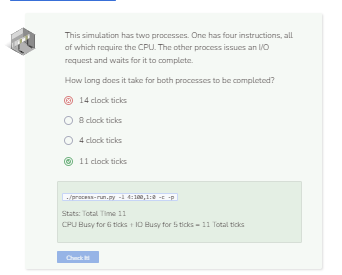 This simulation has two processes. One has four instructions, all
of which require the CPU. The other process issues an I/O
request and waits for it to complete.
How long does it take for both processes to be completed?
14 clock ticks
8 clock ticks
4 clock ticks
11 clock ticks
./process-run.py -l 4:100,1:0 -c -p
Stats: Total Time 11
CPU Busy for 6 ticks + IO Busy for 5 ticks = 11 Total ticks
Check It!